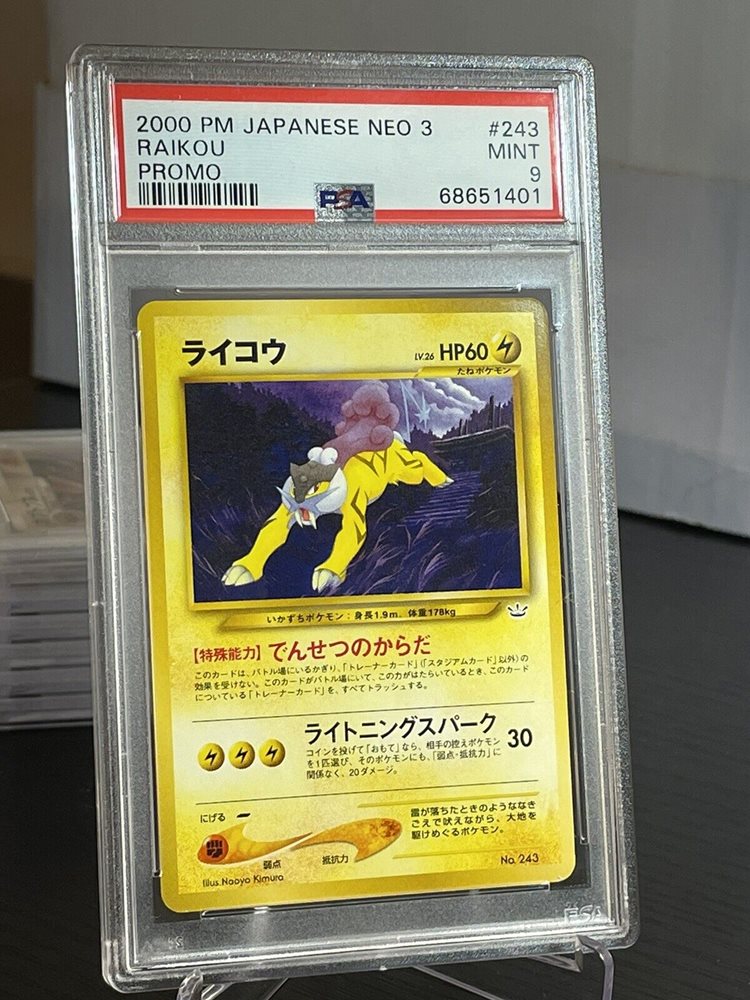 2000 PM JAPANESE NEO 3 #243
RAIKOU MINT
PROMO 9
PSA 68651401
ライコウ LV.26 HP60
たねポケモン
いかずちポケモン：身長1.9m、体重178kg
【特殊能力】でんせつのからだ
このカードは、バトル場にいるかぎり、「トレーナーカード」（「スタジアムカード」以外）の
効果を受けない。このカードがバトル場にいて、この力がはたらいているとき、このカード
についている「トレーナーカード」を、すべてトラッシュする。
ライトニングスパーク 30
コインを投げて「おもて」なら、相手の控えポケモン
を1匹選び、そのポケモンにも、「弱点・抵抗力」に
関係なく、20ダメージ。
にげる
弱点 抵抗力
雷が落ちたときのようななき
ごえで吠えながら、大地を
駆けめぐるポケモン。
No.243
Illus.Naoyo Kimura
PSA